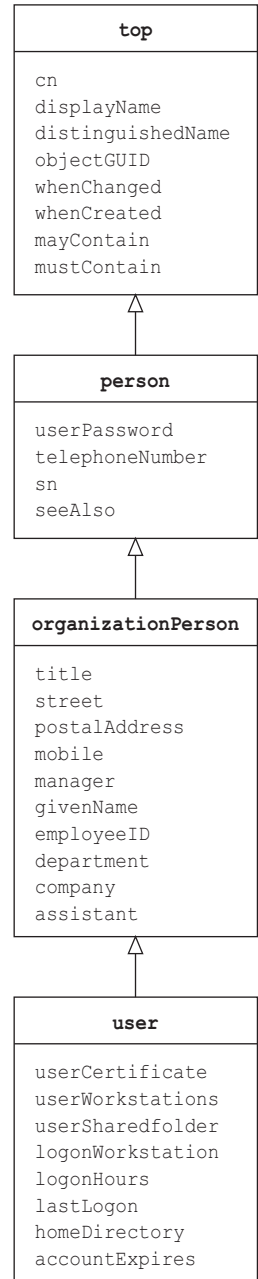 top
cn
displayName
distinguishedName
objectGUID
whenChanged
whenCreated
mayContain
mustContain
person
userPassword
telephoneNumber
sn
seeAlso
organizationPerson
title
street
postalAddress
mobile
manager
givenName
employeeID
department
company
assistant
user
userCertificate
userWorkstations
userSharedfolder
logonWorkstation
logonHours
lastLogon
homeDirectory
accountExpires